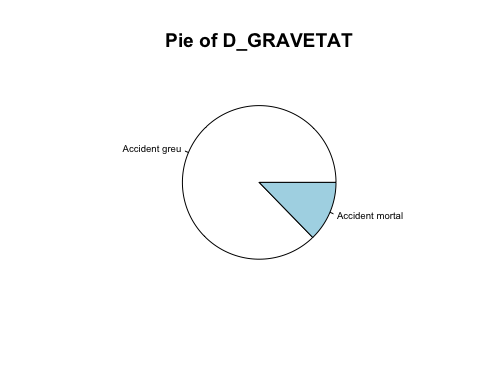 Pie of D_GRAVETAT
Accident greu
Accident mortal